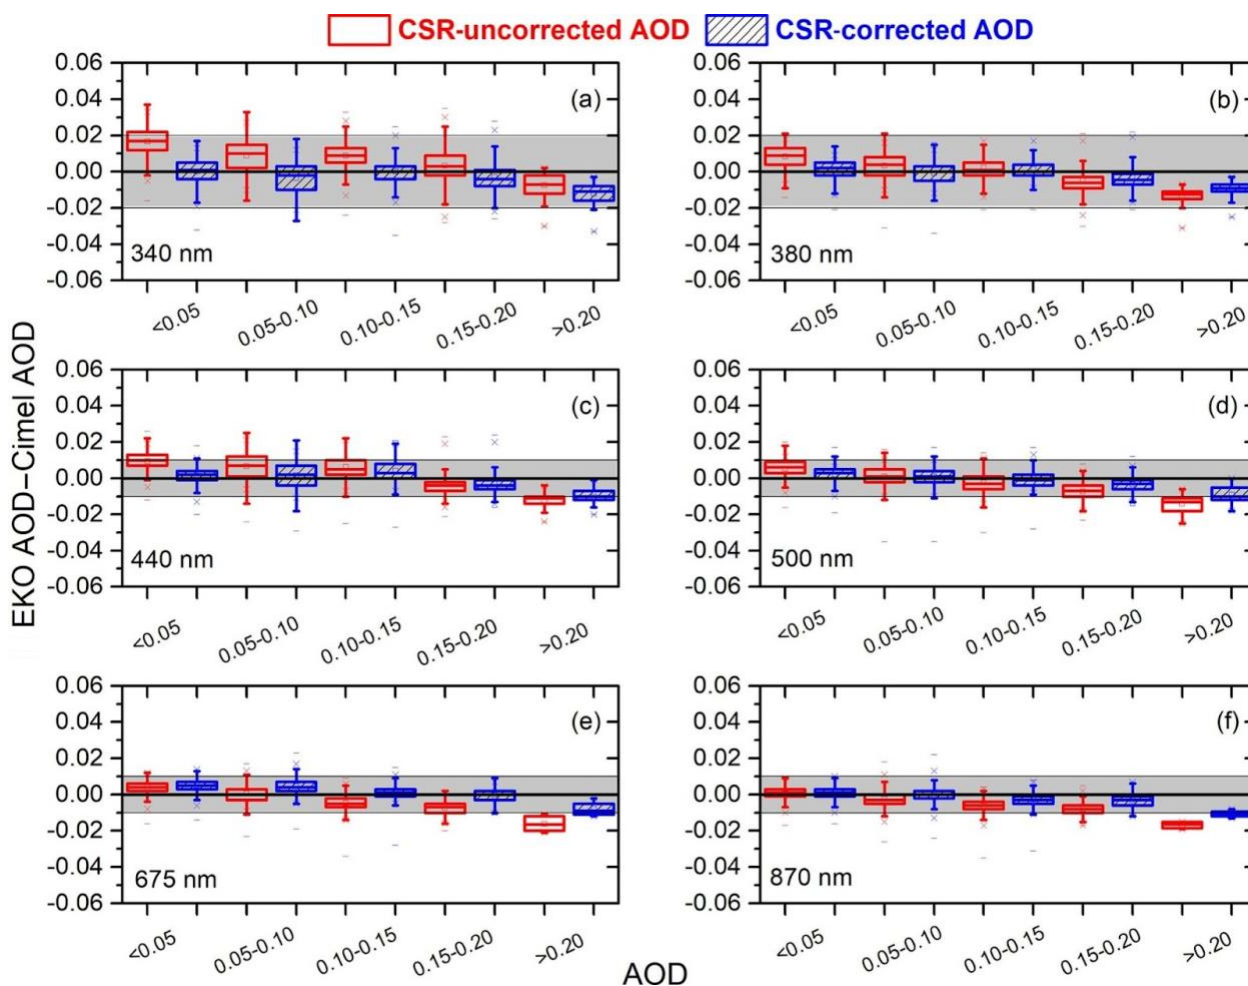 CSR-uncorrected AOD CSR-corrected AOD
0.06 0.04 0.02 0.00 -0.02 -0.04 -0.06
(a)
340 nm
<0.05 0.05-0.10 0.10-0.15 0.15-0.20 >0.20
0.06 0.04 0.02 0.00 -0.02 -0.04 -0.06
(b)
380 nm
<0.05 0.05-0.10 0.10-0.15 0.15-0.20 >0.20
EKO AOD−Cimel AOD
0.06 0.04 0.02 0.00 -0.02 -0.04 -0.06
(c)
440 nm
<0.05 0.05-0.10 0.10-0.15 0.15-0.20 >0.20
0.06 0.04 0.02 0.00 -0.02 -0.04 -0.06
(d)
500 nm
<0.05 0.05-0.10 0.10-0.15 0.15-0.20 >0.20
0.06 0.04 0.02 0.00 -0.02 -0.04 -0.06
(e)
675 nm
<0.05 0.05-0.10 0.10-0.15 0.15-0.20 >0.20
0.06 0.04 0.02 0.00 -0.02 -0.04 -0.06
(f)
870 nm
<0.05 0.05-0.10 0.10-0.15 0.15-0.20 >0.20
AOD